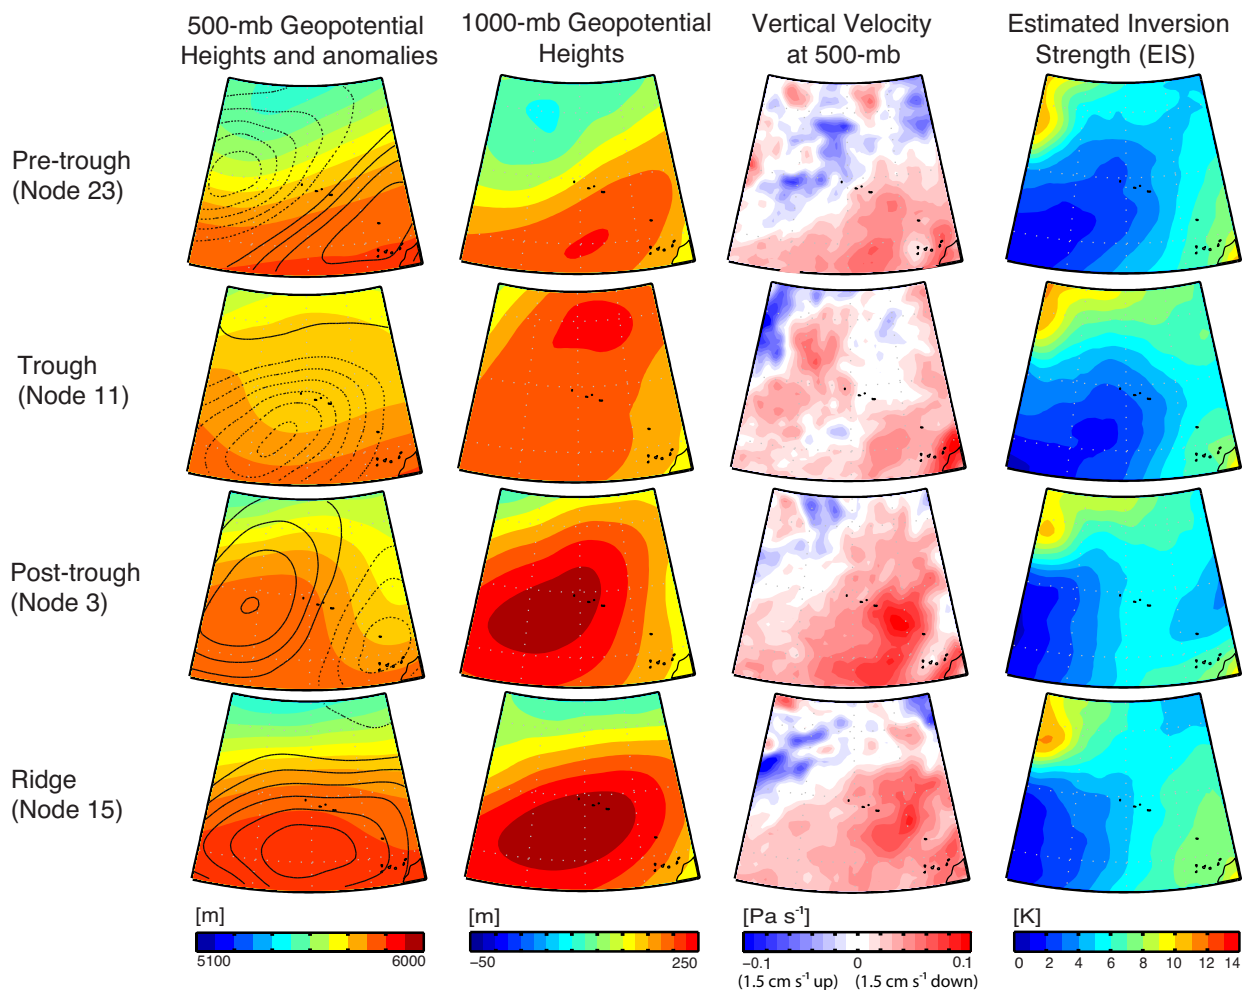 500-mb Geopotential
Heights and anomalies
1000-mb Geopotential
Heights
Vertical Velocity
at 500-mb
Estimated Inversion
Strength (EIS)
Pre-trough
(Node 23)
Trough
(Node 11)
Post-trough
(Node 3)
Ridge
(Node 15)
[m]
5100 6000
[m]
−50 250
[Pa s⁻¹]
−0.1 0 0.1
(1.5 cm s⁻¹ up) (1.5 cm s⁻¹ down)
[K]
0 2 4 6 8 10 12 14